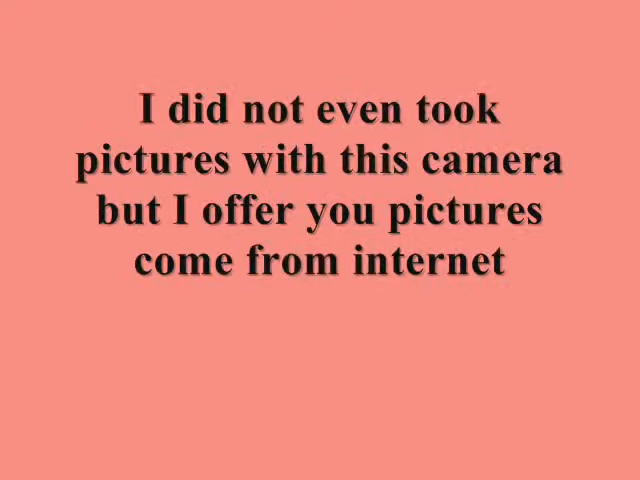 I did not even took
pictures with this camera
but I offer you pictures
come from internet